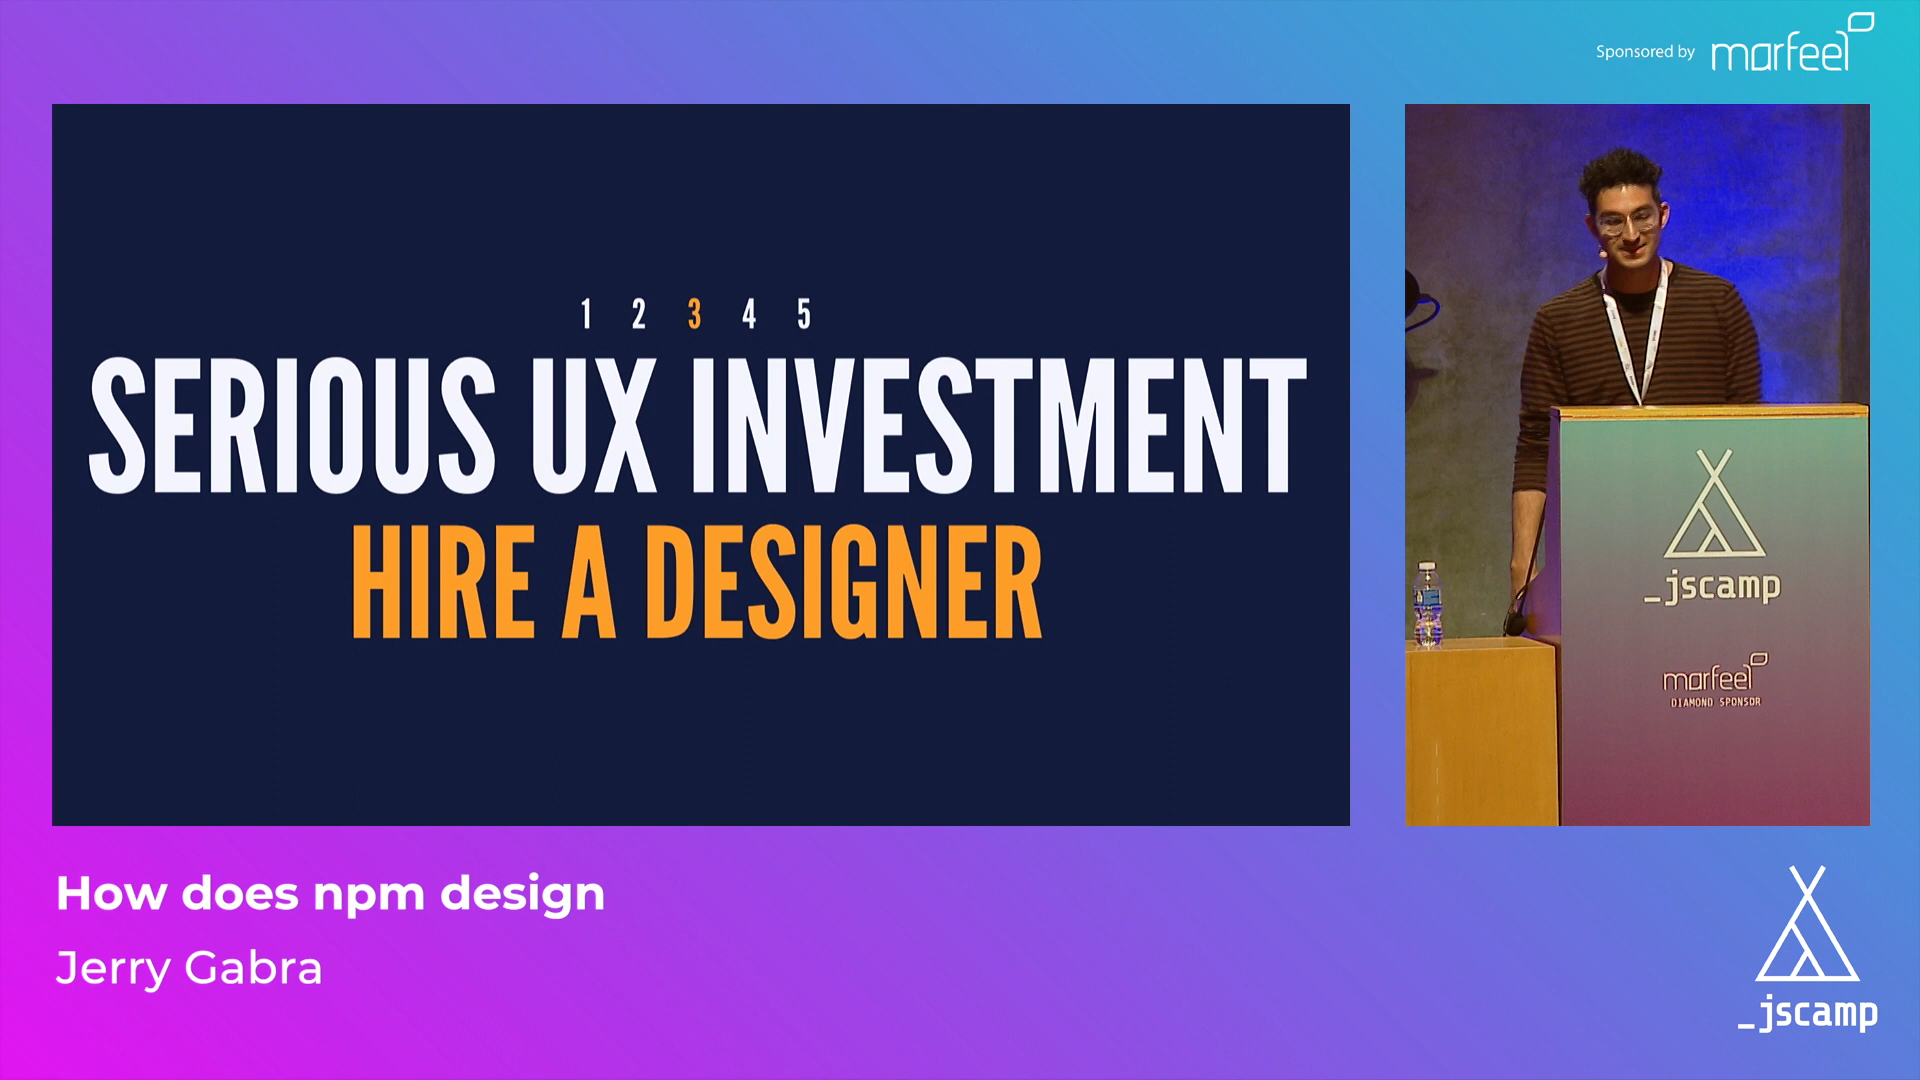 Sponsored by marfeel
1 2 3 4 5
SERIOUS UX INVESTMENT
HIRE A DESIGNER
_jscamp
marfeel
DIAMOND SPONSOR
How does npm design
Jerry Gabra
_jscamp